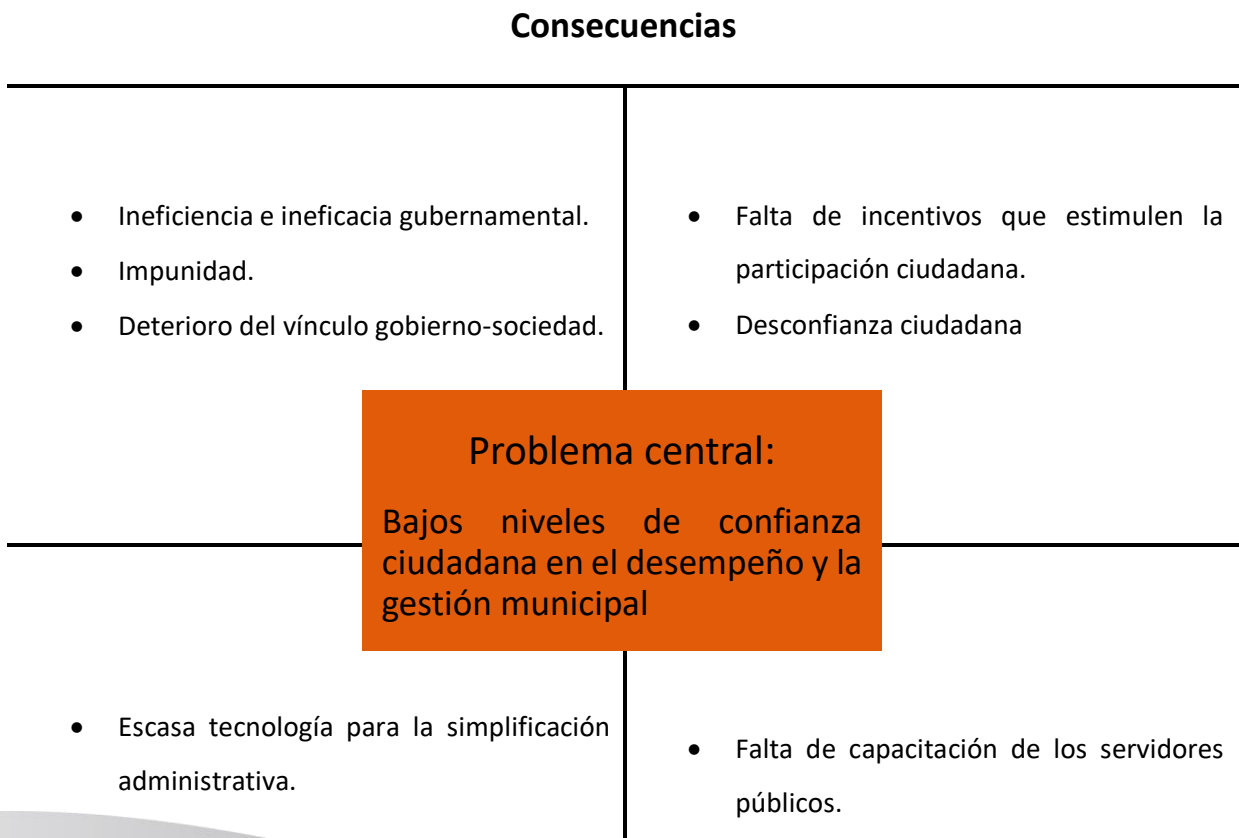 Consecuencias
• Ineficiencia e ineficacia gubernamental.
• Impunidad.
• Deterioro del vínculo gobierno-sociedad.
• Falta de incentivos que estimulen la
participación ciudadana.
• Desconfianza ciudadana
Problema central:
Bajos niveles de confianza
ciudadana en el desempeño y la
gestión municipal
• Escasa tecnología para la simplificación
administrativa.
• Falta de capacitación de los servidores
públicos.